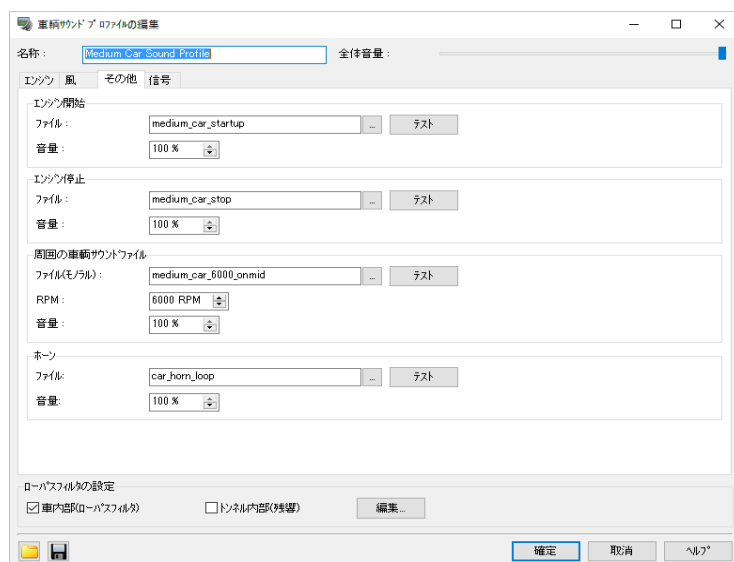 車輌ｻｳﾝﾄﾞ ﾌﾟﾛﾌｧｲﾙの編集
名称： Medium Car Sound Profile 全体音量：
ｴﾝｼﾞﾝ 風 その他 信号
ｴﾝｼﾞﾝ開始
ﾌｧｲﾙ： medium_car_startup ... ﾃｽﾄ
音量： 100 %
ｴﾝｼﾞﾝ停止
ﾌｧｲﾙ： medium_car_stop ... ﾃｽﾄ
音量： 100 %
周囲の車輌ｻｳﾝﾄﾞﾌｧｲﾙ
ﾌｧｲﾙ(ﾓﾉﾗﾙ)： medium_car_6000_onmid ... ﾃｽﾄ
RPM： 6000 RPM
音量： 100 %
ﾎｰﾝ
ﾌｧｲﾙ: car_horn_loop ... ﾃｽﾄ
音量: 100 %
ﾛｰﾊﾟｽﾌｨﾙﾀの設定
車内部(ﾛｰﾊﾟｽﾌｨﾙﾀ) ﾄﾝﾈﾙ内部(残響) 編集...
確定 取消 ﾍﾙﾌﾟ